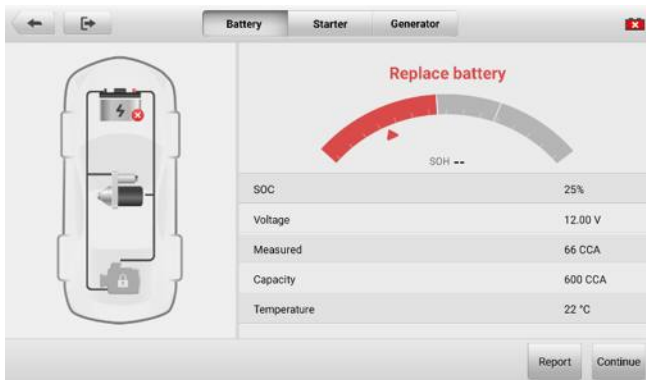 Battery Starter Generator
Replace battery
SOH --
SOC 25%
Voltage 12.00 V
Measured 66 CCA
Capacity 600 CCA
Temperature 22 °C
Report Continue